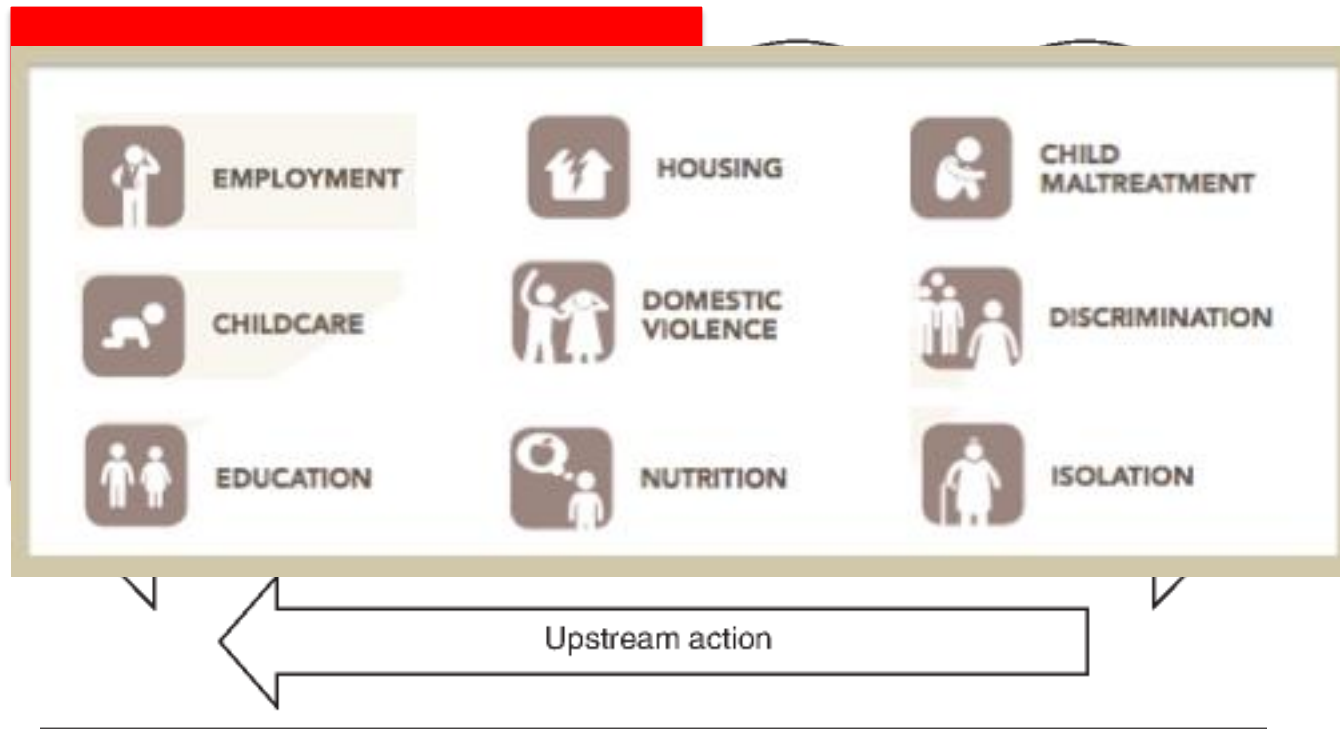 EMPLOYMENT
HOUSING
CHILD
MALTREATMENT
CHILDCARE
DOMESTIC
VIOLENCE
DISCRIMINATION
EDUCATION
NUTRITION
ISOLATION
Upstream action